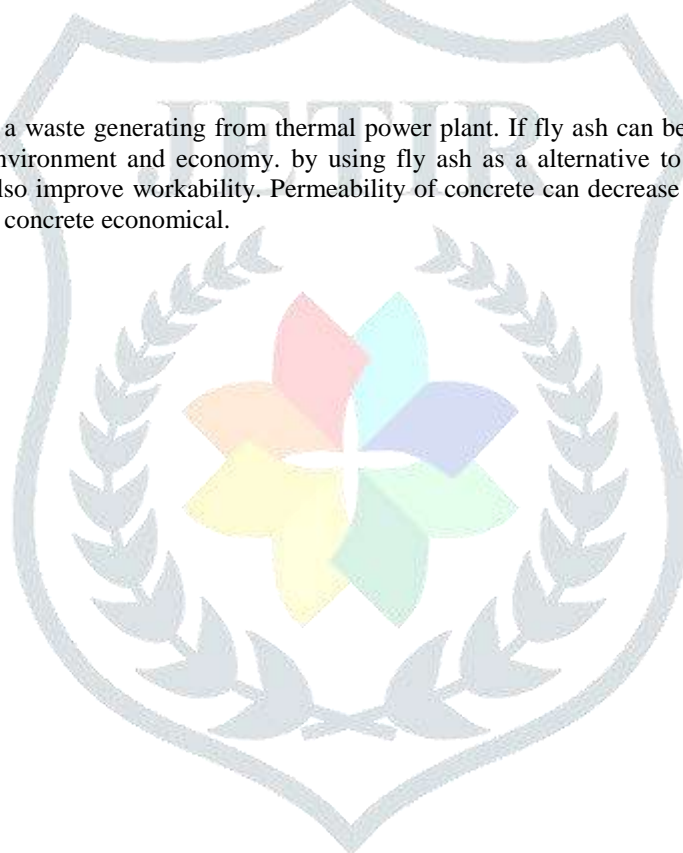 JETIR
a waste generating from thermal power plant. If fly ash can be
nvironment and economy. by using fly ash as a alternative to
lso improve workability. Permeability of concrete can decrease
concrete economical.